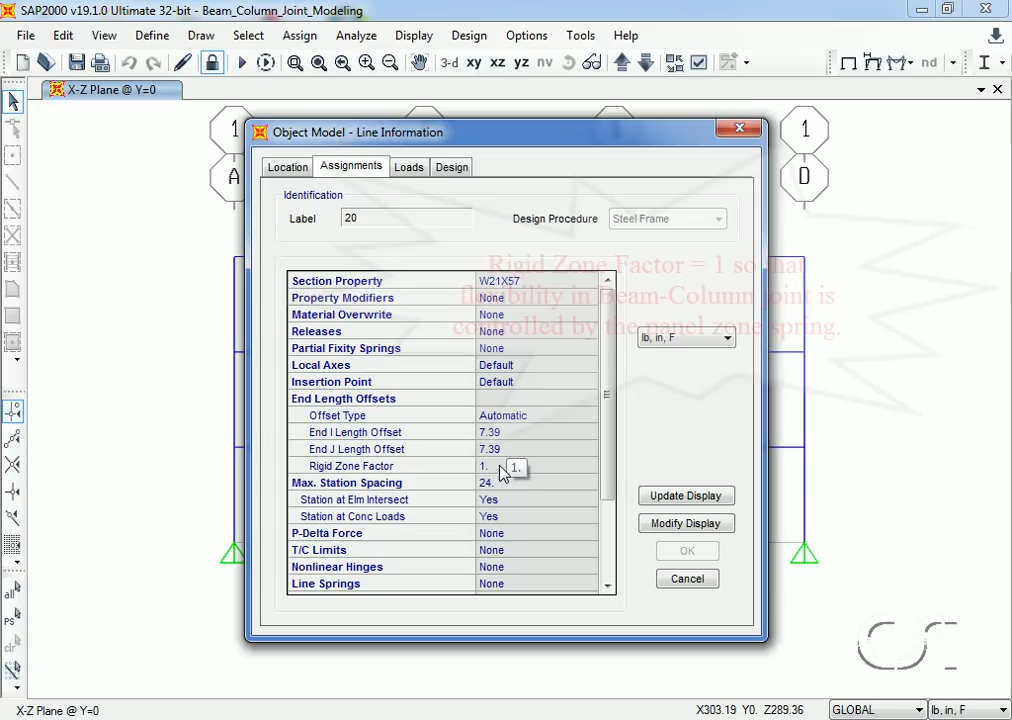 SAP2000 v19.1.0 Ultimate 32-bit - Beam_Column_Joint_Modeling
File Edit View Define Draw Select Assign Analyze Display Design Options Tools Help
3-d xy xz yz nv nd
X-Z Plane @ Y=0
1 1
A D
Object Model - Line Information
Location Assignments Loads Design
Identification
Label 20 Design Procedure Steel Frame
Rigid Zone Factor = 1 so that
flexibility in Beam-Column joint is
controlled by the panel zone spring.
Section Property W21X57
Property Modifiers None
Material Overwrite None
Releases None
Partial Fixity Springs None
Local Axes Default
Insertion Point Default
End Length Offsets
Offset Type Automatic
End I Length Offset 7.39
End J Length Offset 7.39
Rigid Zone Factor 1. 1.
Max. Station Spacing 24.
Station at Elm Intersect Yes
Station at Conc Loads Yes
P-Delta Force None
T/C Limits None
Nonlinear Hinges None
Line Springs None
lb, in, F
Update Display
Modify Display
OK
Cancel
all
PS
clr
CSI
X-Z Plane @ Y=0 X303.19 Y0. Z289.36 GLOBAL lb, in, F